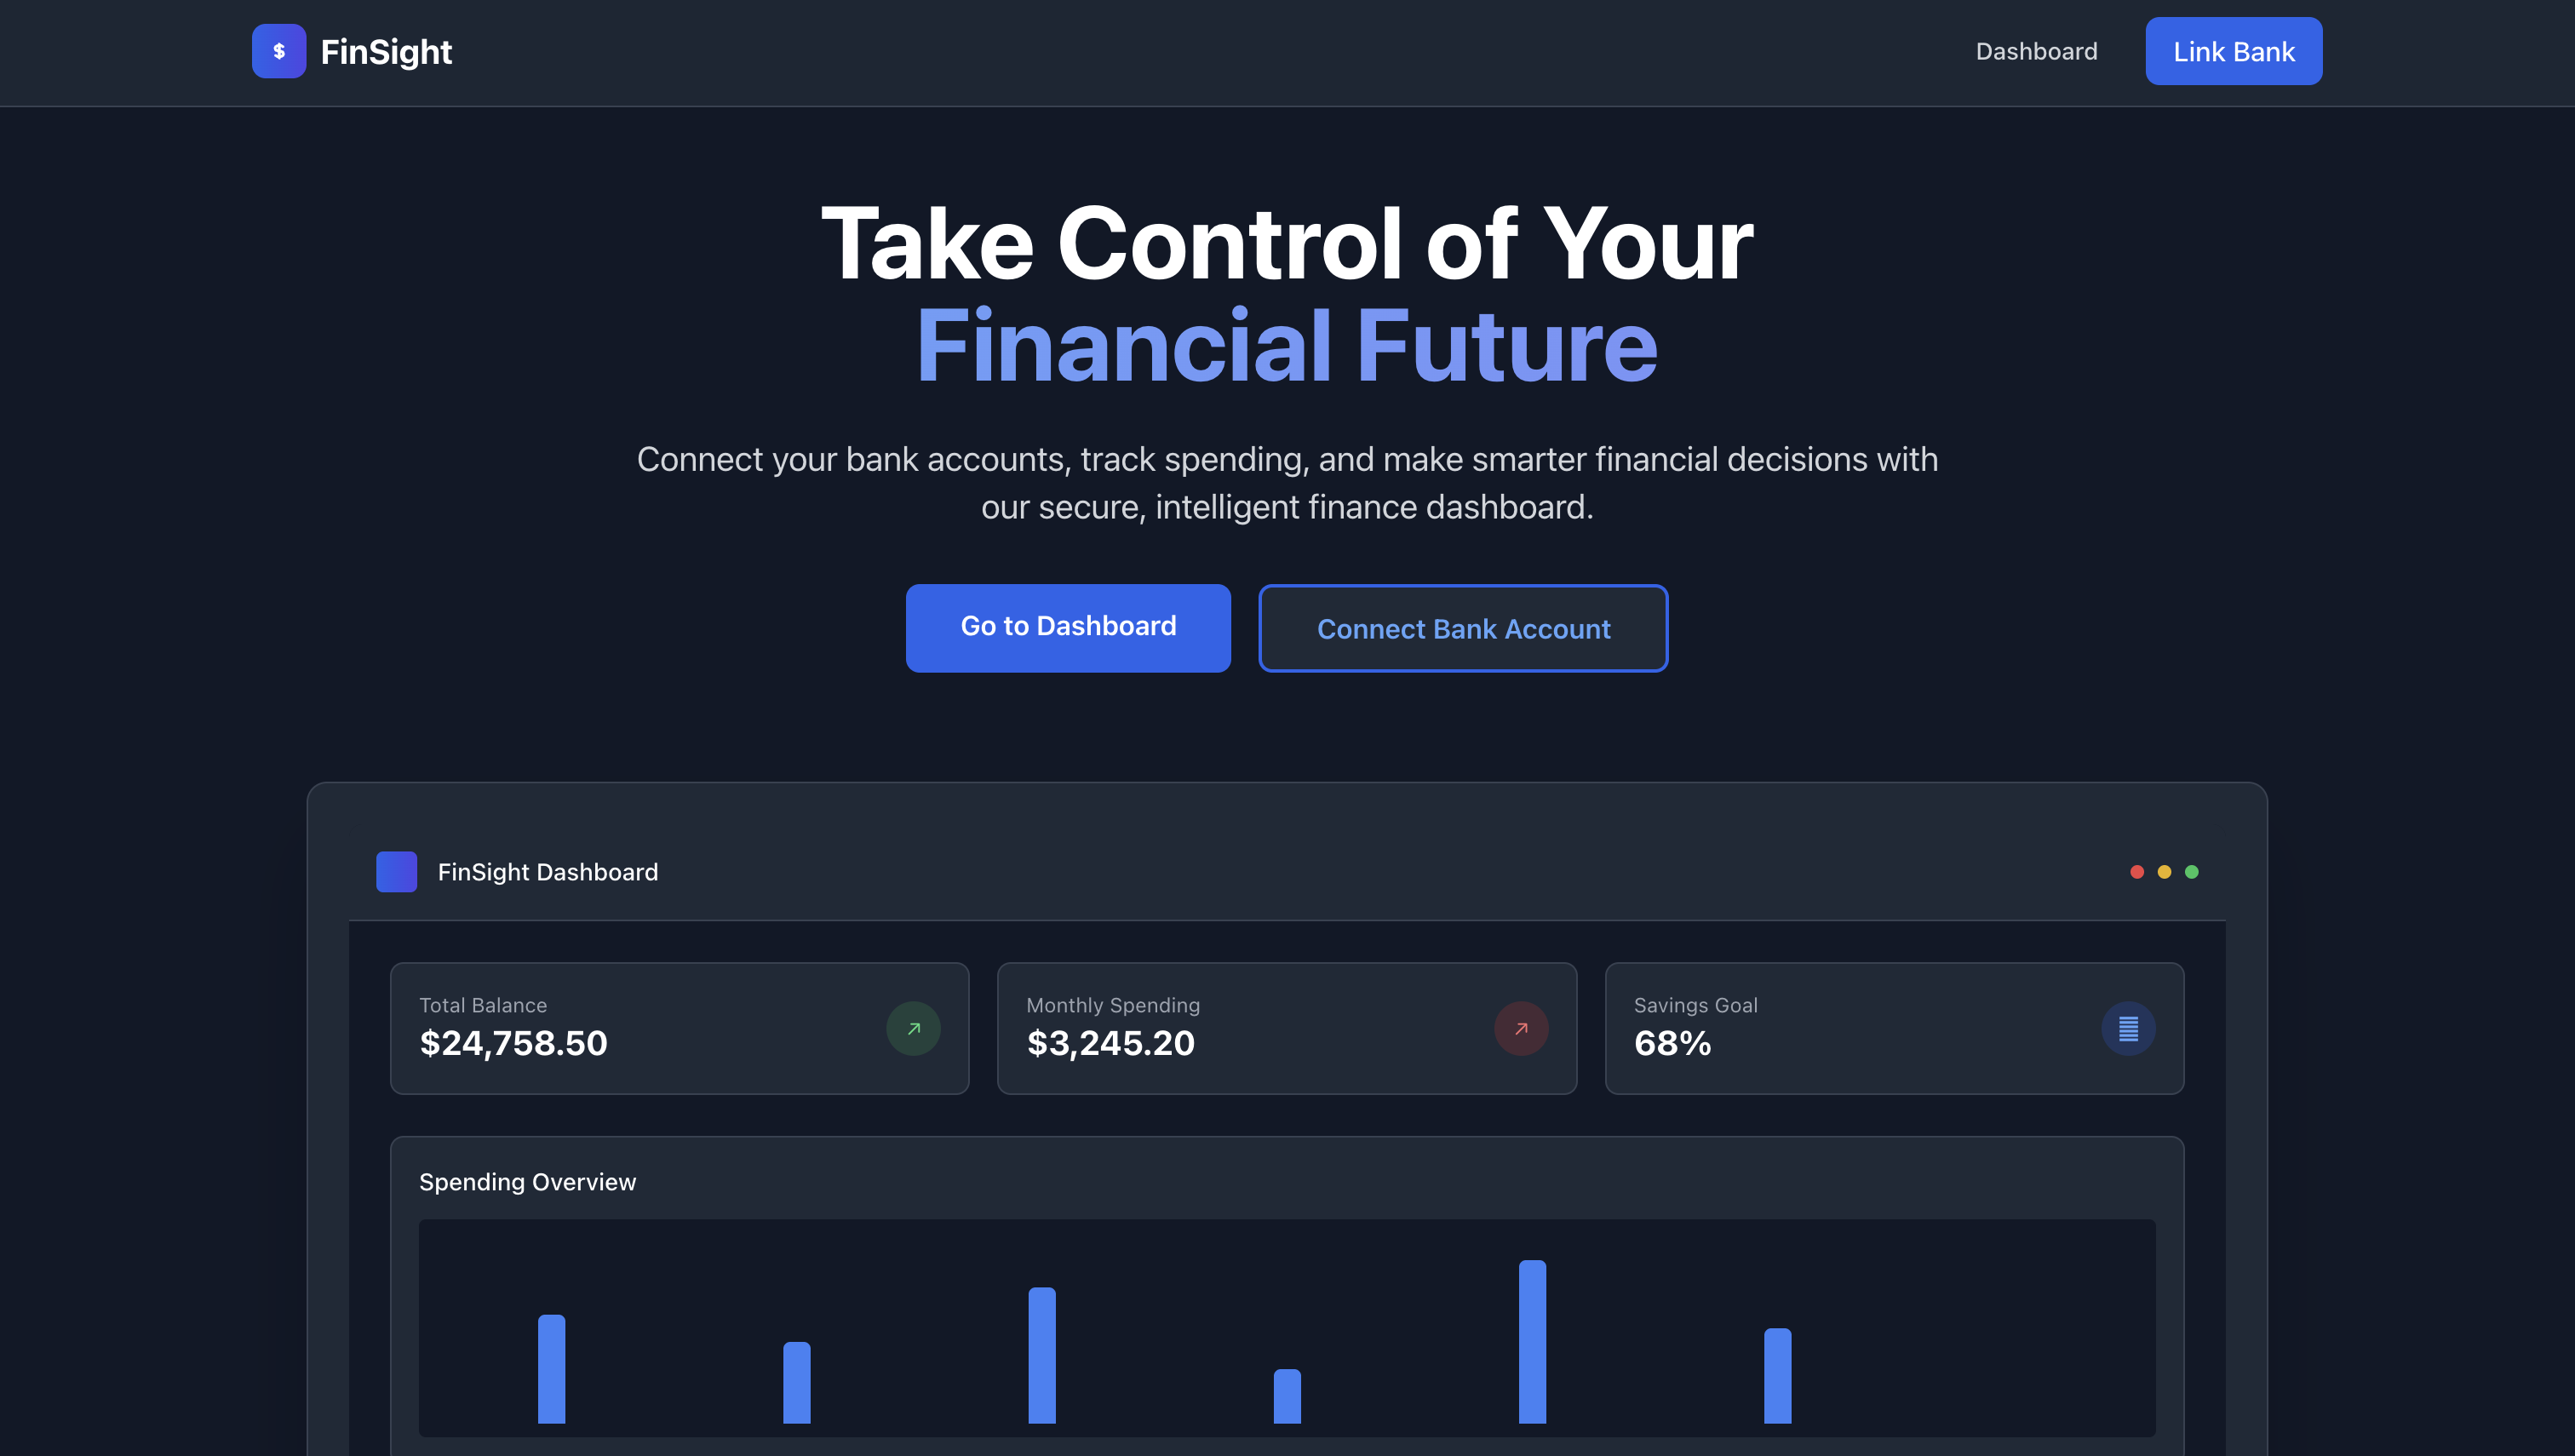 $ FinSight
Dashboard
Link Bank
Take Control of Your
Financial Future
Connect your bank accounts, track spending, and make smarter financial decisions with
our secure, intelligent finance dashboard.
Go to Dashboard
Connect Bank Account
FinSight Dashboard
Total Balance
$24,758.50
Monthly Spending
$3,245.20
Savings Goal
68%
Spending Overview